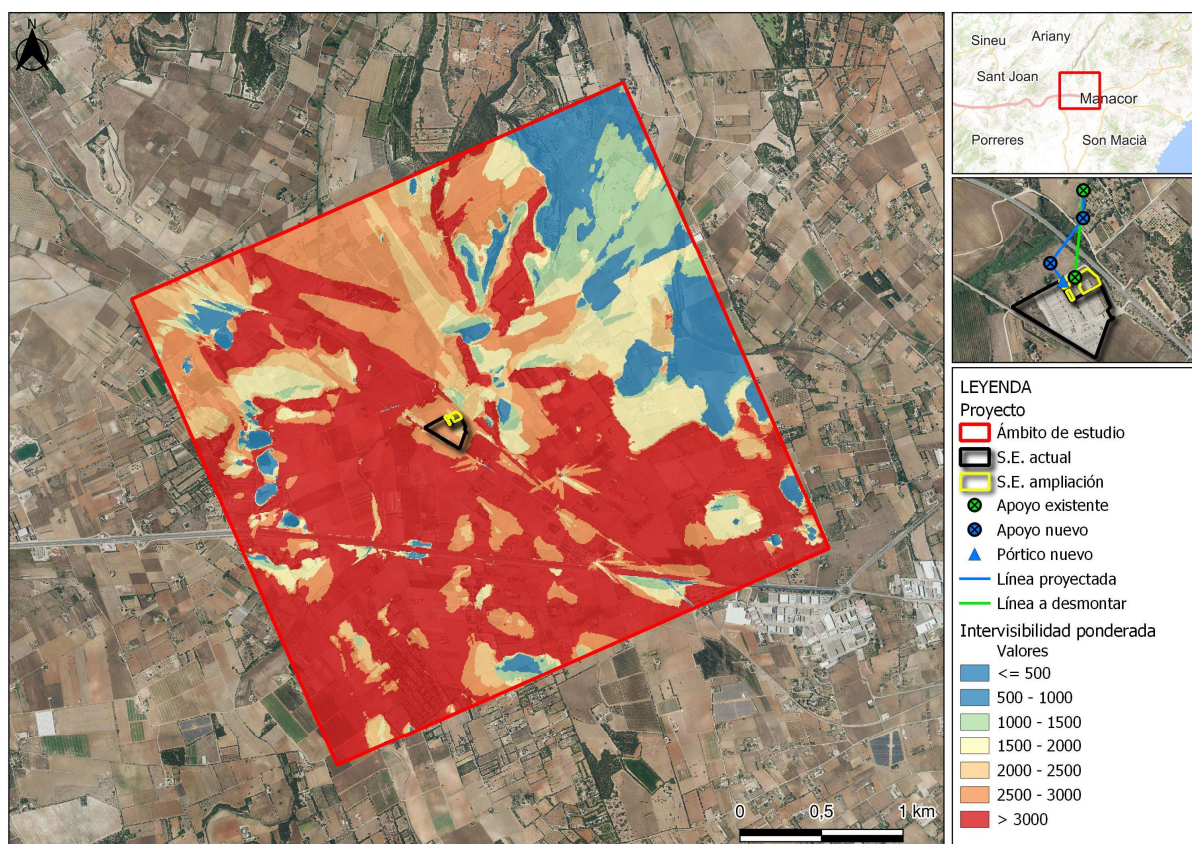 N
0 0,5 1 km
Sineu
Ariany
Sant Joan
Manacor
Porreres
Son Macià
LEYENDA
Proyecto
Ámbito de estudio
S.E. actual
S.E. ampliación
Apoyo existente
Apoyo nuevo
Pórtico nuevo
Línea proyectada
Línea a desmontar
Intervisibilidad ponderada
Valores
<= 500
500 - 1000
1000 - 1500
1500 - 2000
2000 - 2500
2500 - 3000
> 3000